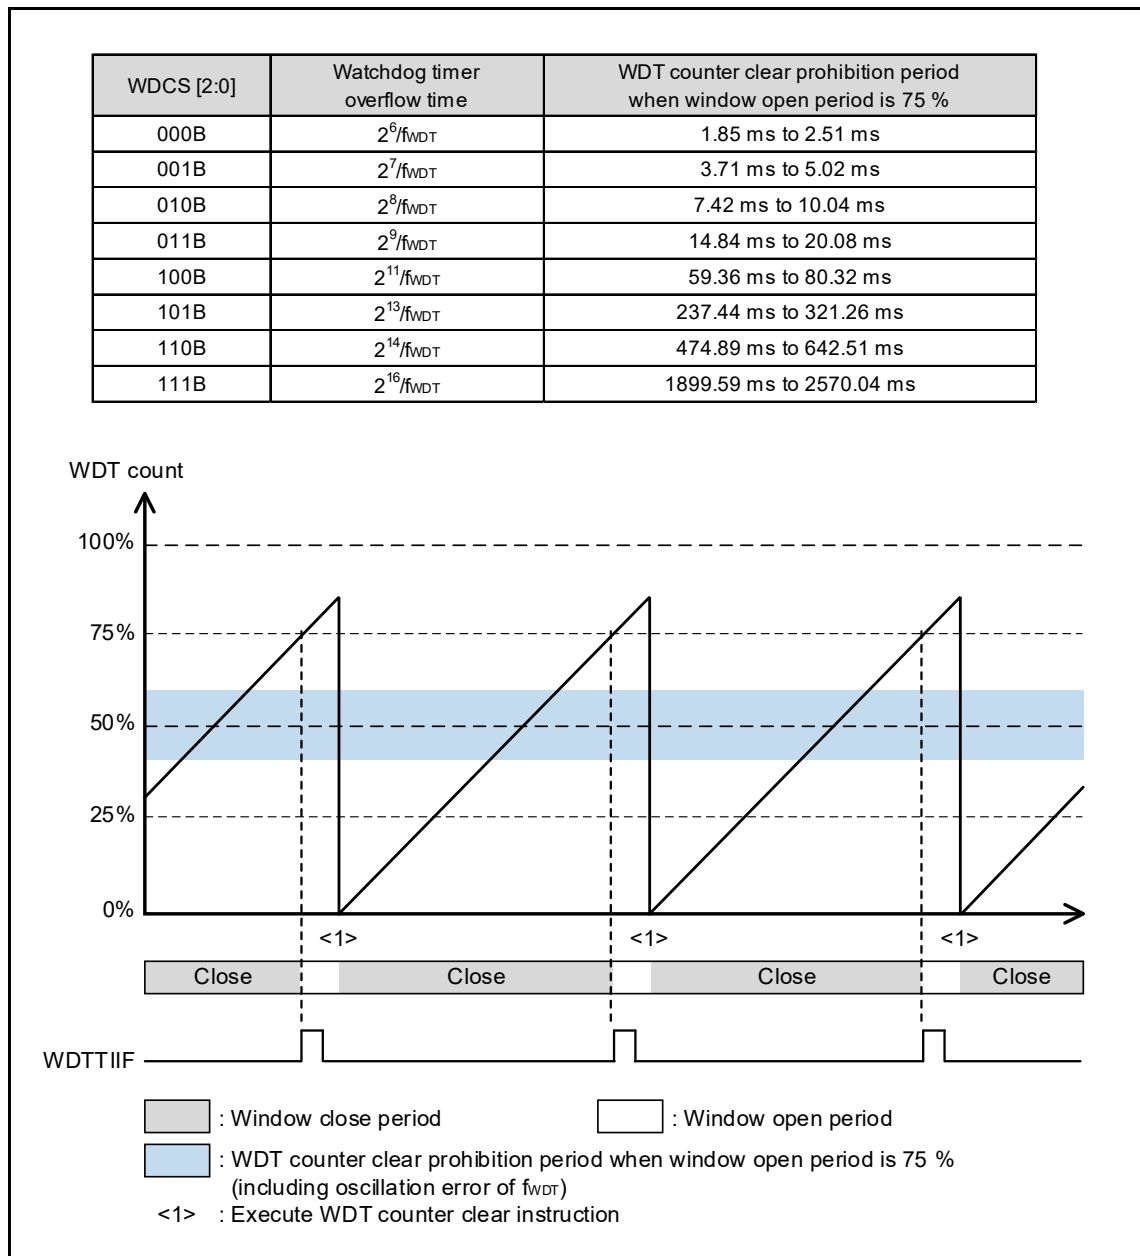 WDCS [2:0] Watchdog timer overflow time WDT counter clear prohibition period when window open period is 75 %
000B 2^6/fWDT 1.85 ms to 2.51 ms
001B 2^7/fWDT 3.71 ms to 5.02 ms
010B 2^8/fWDT 7.42 ms to 10.04 ms
011B 2^9/fWDT 14.84 ms to 20.08 ms
100B 2^11/fWDT 59.36 ms to 80.32 ms
101B 2^13/fWDT 237.44 ms to 321.26 ms
110B 2^14/fWDT 474.89 ms to 642.51 ms
111B 2^16/fWDT 1899.59 ms to 2570.04 ms
WDT count
100%
75%
50%
25%
0%
<1> <1> <1>
Close Close Close Close
WDTTIIF
: Window close period : Window open period
: WDT counter clear prohibition period when window open period is 75 %
(including oscillation error of fWDT)
<1> : Execute WDT counter clear instruction